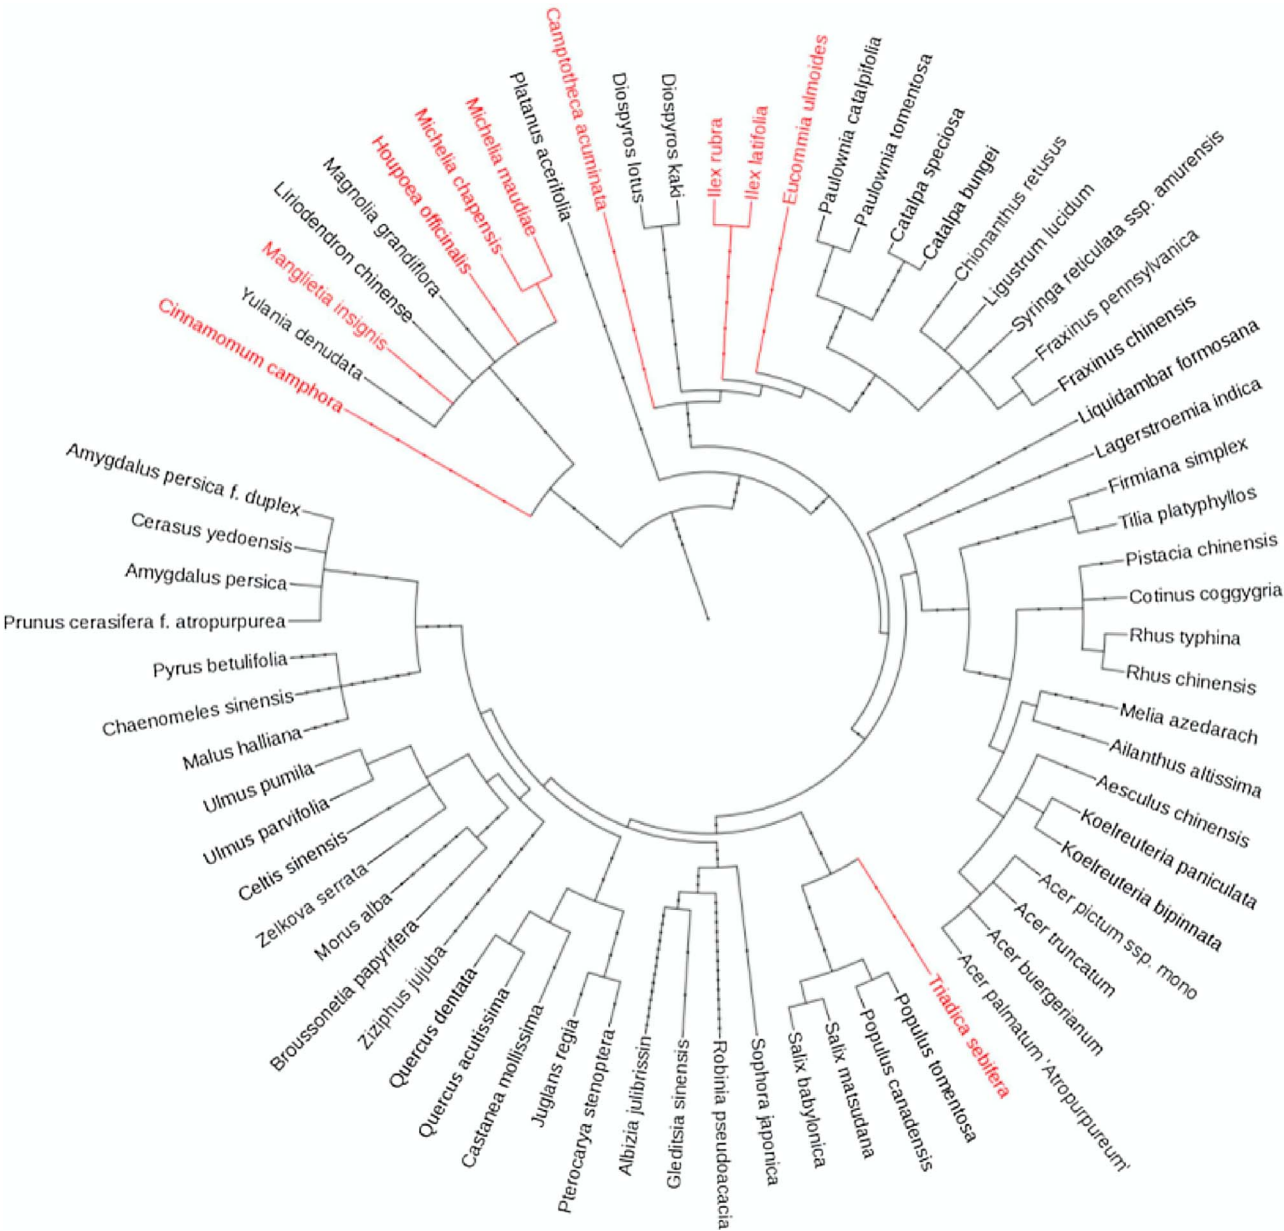 Camptotheca acuminata
Diospyros lotus
Diospyros kaki
Ilex rubra
Ilex latifolia
Eucommia ulmoides
Paulownia catalpifolia
Paulownia tomentosa
Catalpa speciosa
Catalpa bungei
Chionanthus retusus
Ligustrum lucidum
Syringa reticulata ssp. amurensis
Fraxinus pennsylvanica
Fraxinus chinensis
Liquidambar formosana
Lagerstroemia indica
Firmiana simplex
Tilia platyphyllos
Pistacia chinensis
Cotinus coggygria
Rhus typhina
Rhus chinensis
Melia azedarach
Ailanthus altissima
Aesculus chinensis
Koelreuteria paniculata
Koelreuteria bipinnata
Acer pictum ssp. mono
Acer truncatum
Acer buergerianum
Acer palmatum 'Atropurpureum'
Triadica sebifera
Populus tomentosa
Populus canadensis
Salix matsudana
Salix babylonica
Sophora japonica
Robinia pseudoacacia
Gleditsia sinensis
Albizia julibrissin
Pterocarya stenoptera
Juglans regia
Castanea mollissima
Quercus acutissima
Quercus dentata
Ziziphus jujuba
Broussonetia papyrifera
Morus alba
Zelkova serrata
Celtis sinensis
Ulmus parvifolia
Ulmus pumila
Malus halliana
Chaenomeles sinensis
Pyrus betulifolia
Prunus cerasifera f. atropurpurea
Amygdalus persica
Cerasus yedoensis
Amygdalus persica f. duplex
Cinnamomum camphora
Yulania denudata
Manglietia insignis
Liriodendron chinense
Magnolia grandiflora
Houpoea officinalis
Michelia chapensis
Michelia maudiae
Platanus acerifolia